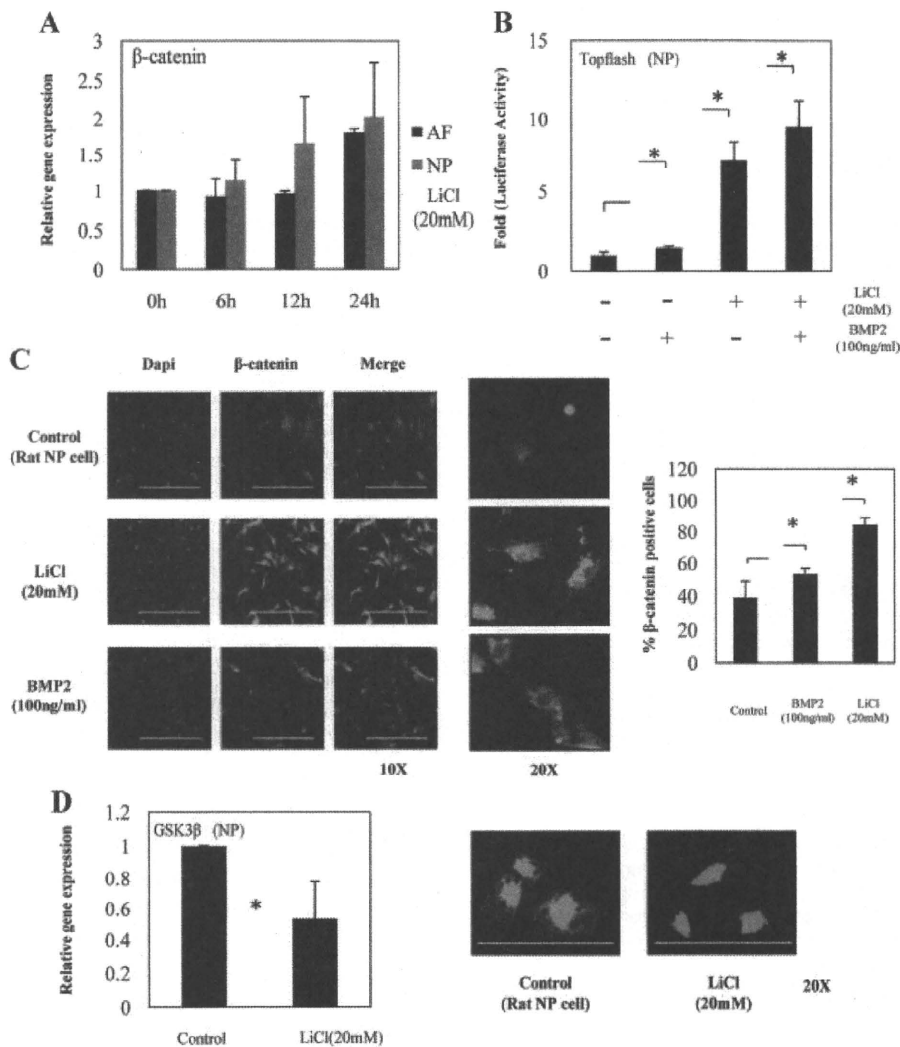 A
β-catenin
Relative gene expression
3
2.5
2
1.5
1
0.5
0
0h 6h 12h 24h
AF
NP
LiCl
(20mM)
B
Topflash (NP)
Fold (Luciferase Activity)
15
10
5
0
* * *
- - + + LiCl
(20mM)
- + - + BMP2
(100ng/ml)
C
Dapi β-catenin Merge
Control
(Rat NP cell)
LiCl
(20mM)
BMP2
(100ng/ml)
10X 20X
% β-catenin positive cells
120
100
80
60
40
20
0
* *
Control BMP2 LiCl
(100ng/ml) (20mM)
D
GSK3β (NP)
Relative gene expression
1.2
1
0.8
0.6
0.4
0.2
0
*
Control LiCl(20mM)
Control LiCl 20X
(Rat NP cell) (20mM)